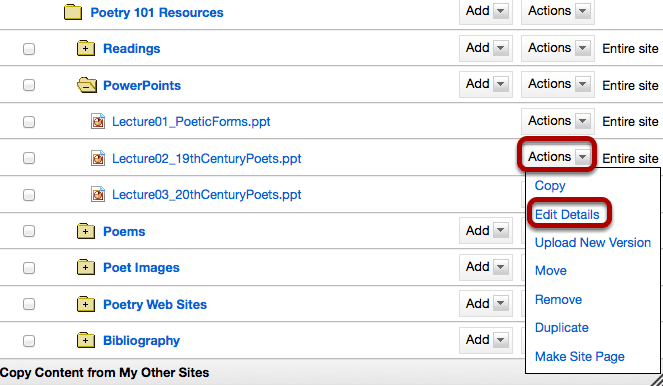 Poetry 101 Resources Add Actions
Readings Add Actions Entire site
PowerPoints Add Actions Entire site
Lecture01_PoeticForms.ppt Actions Entire site
Lecture02_19thCenturyPoets.ppt Actions Entire site
Lecture03_20thCenturyPoets.ppt
Copy
Edit Details
Poems Add
Upload New Version
Poet Images Add
Move
Poetry Web Sites Add
Remove
Duplicate
Bibliography Add
Make Site Page
Copy Content from My Other Sites